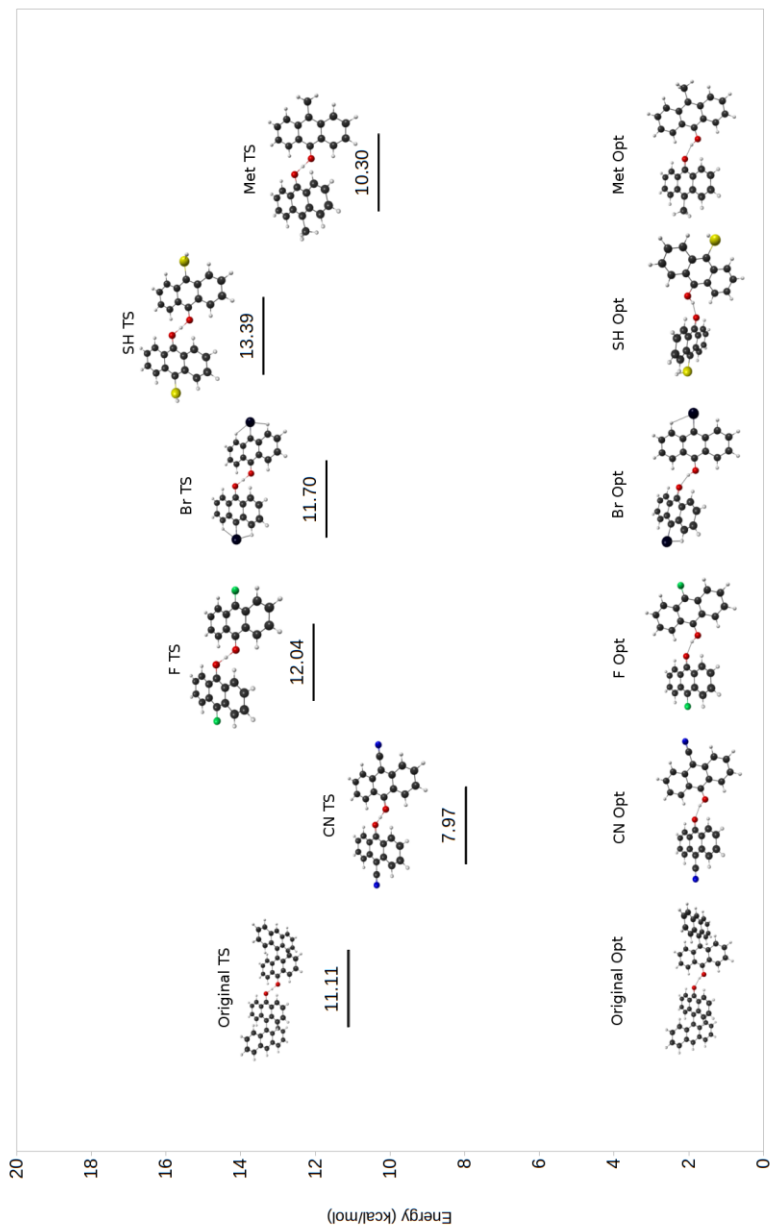 20
18
16
14
12
10
8
6
4
2
0
Energy (kcal/mol)
Original TS
11.11
CN TS
7.97
F TS
12.04
Br TS
11.70
SH TS
13.39
Met TS
10.30
Original Opt
CN Opt
F Opt
Br Opt
SH Opt
Met Opt